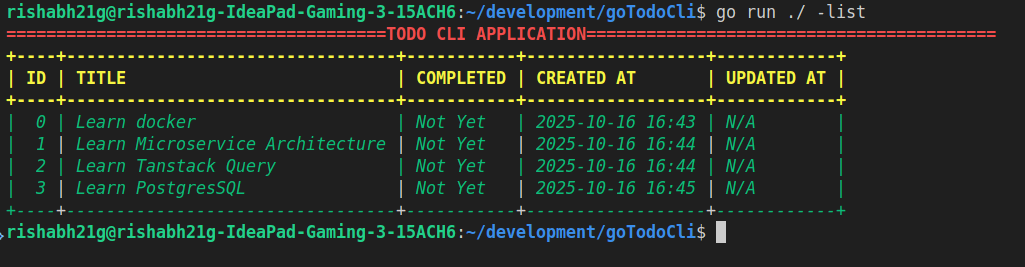 rishabh21g@rishabh21g-IdeaPad-Gaming-3-15ACH6:~/development/goTodoCli$ go run ./ -list
======================================TODO CLI APPLICATION=========================================
+----+---------------------------------+-----------+------------------+------------+
| ID | TITLE                           | COMPLETED | CREATED AT       | UPDATED AT |
+----+---------------------------------+-----------+------------------+------------+
|  0 | Learn docker                    | Not Yet   | 2025-10-16 16:43 | N/A        |
|  1 | Learn Microservice Architecture | Not Yet   | 2025-10-16 16:44 | N/A        |
|  2 | Learn Tanstack Query            | Not Yet   | 2025-10-16 16:44 | N/A        |
|  3 | Learn PostgresSQL               | Not Yet   | 2025-10-16 16:45 | N/A        |
+----+---------------------------------+-----------+------------------+------------+
rishabh21g@rishabh21g-IdeaPad-Gaming-3-15ACH6:~/development/goTodoCli$